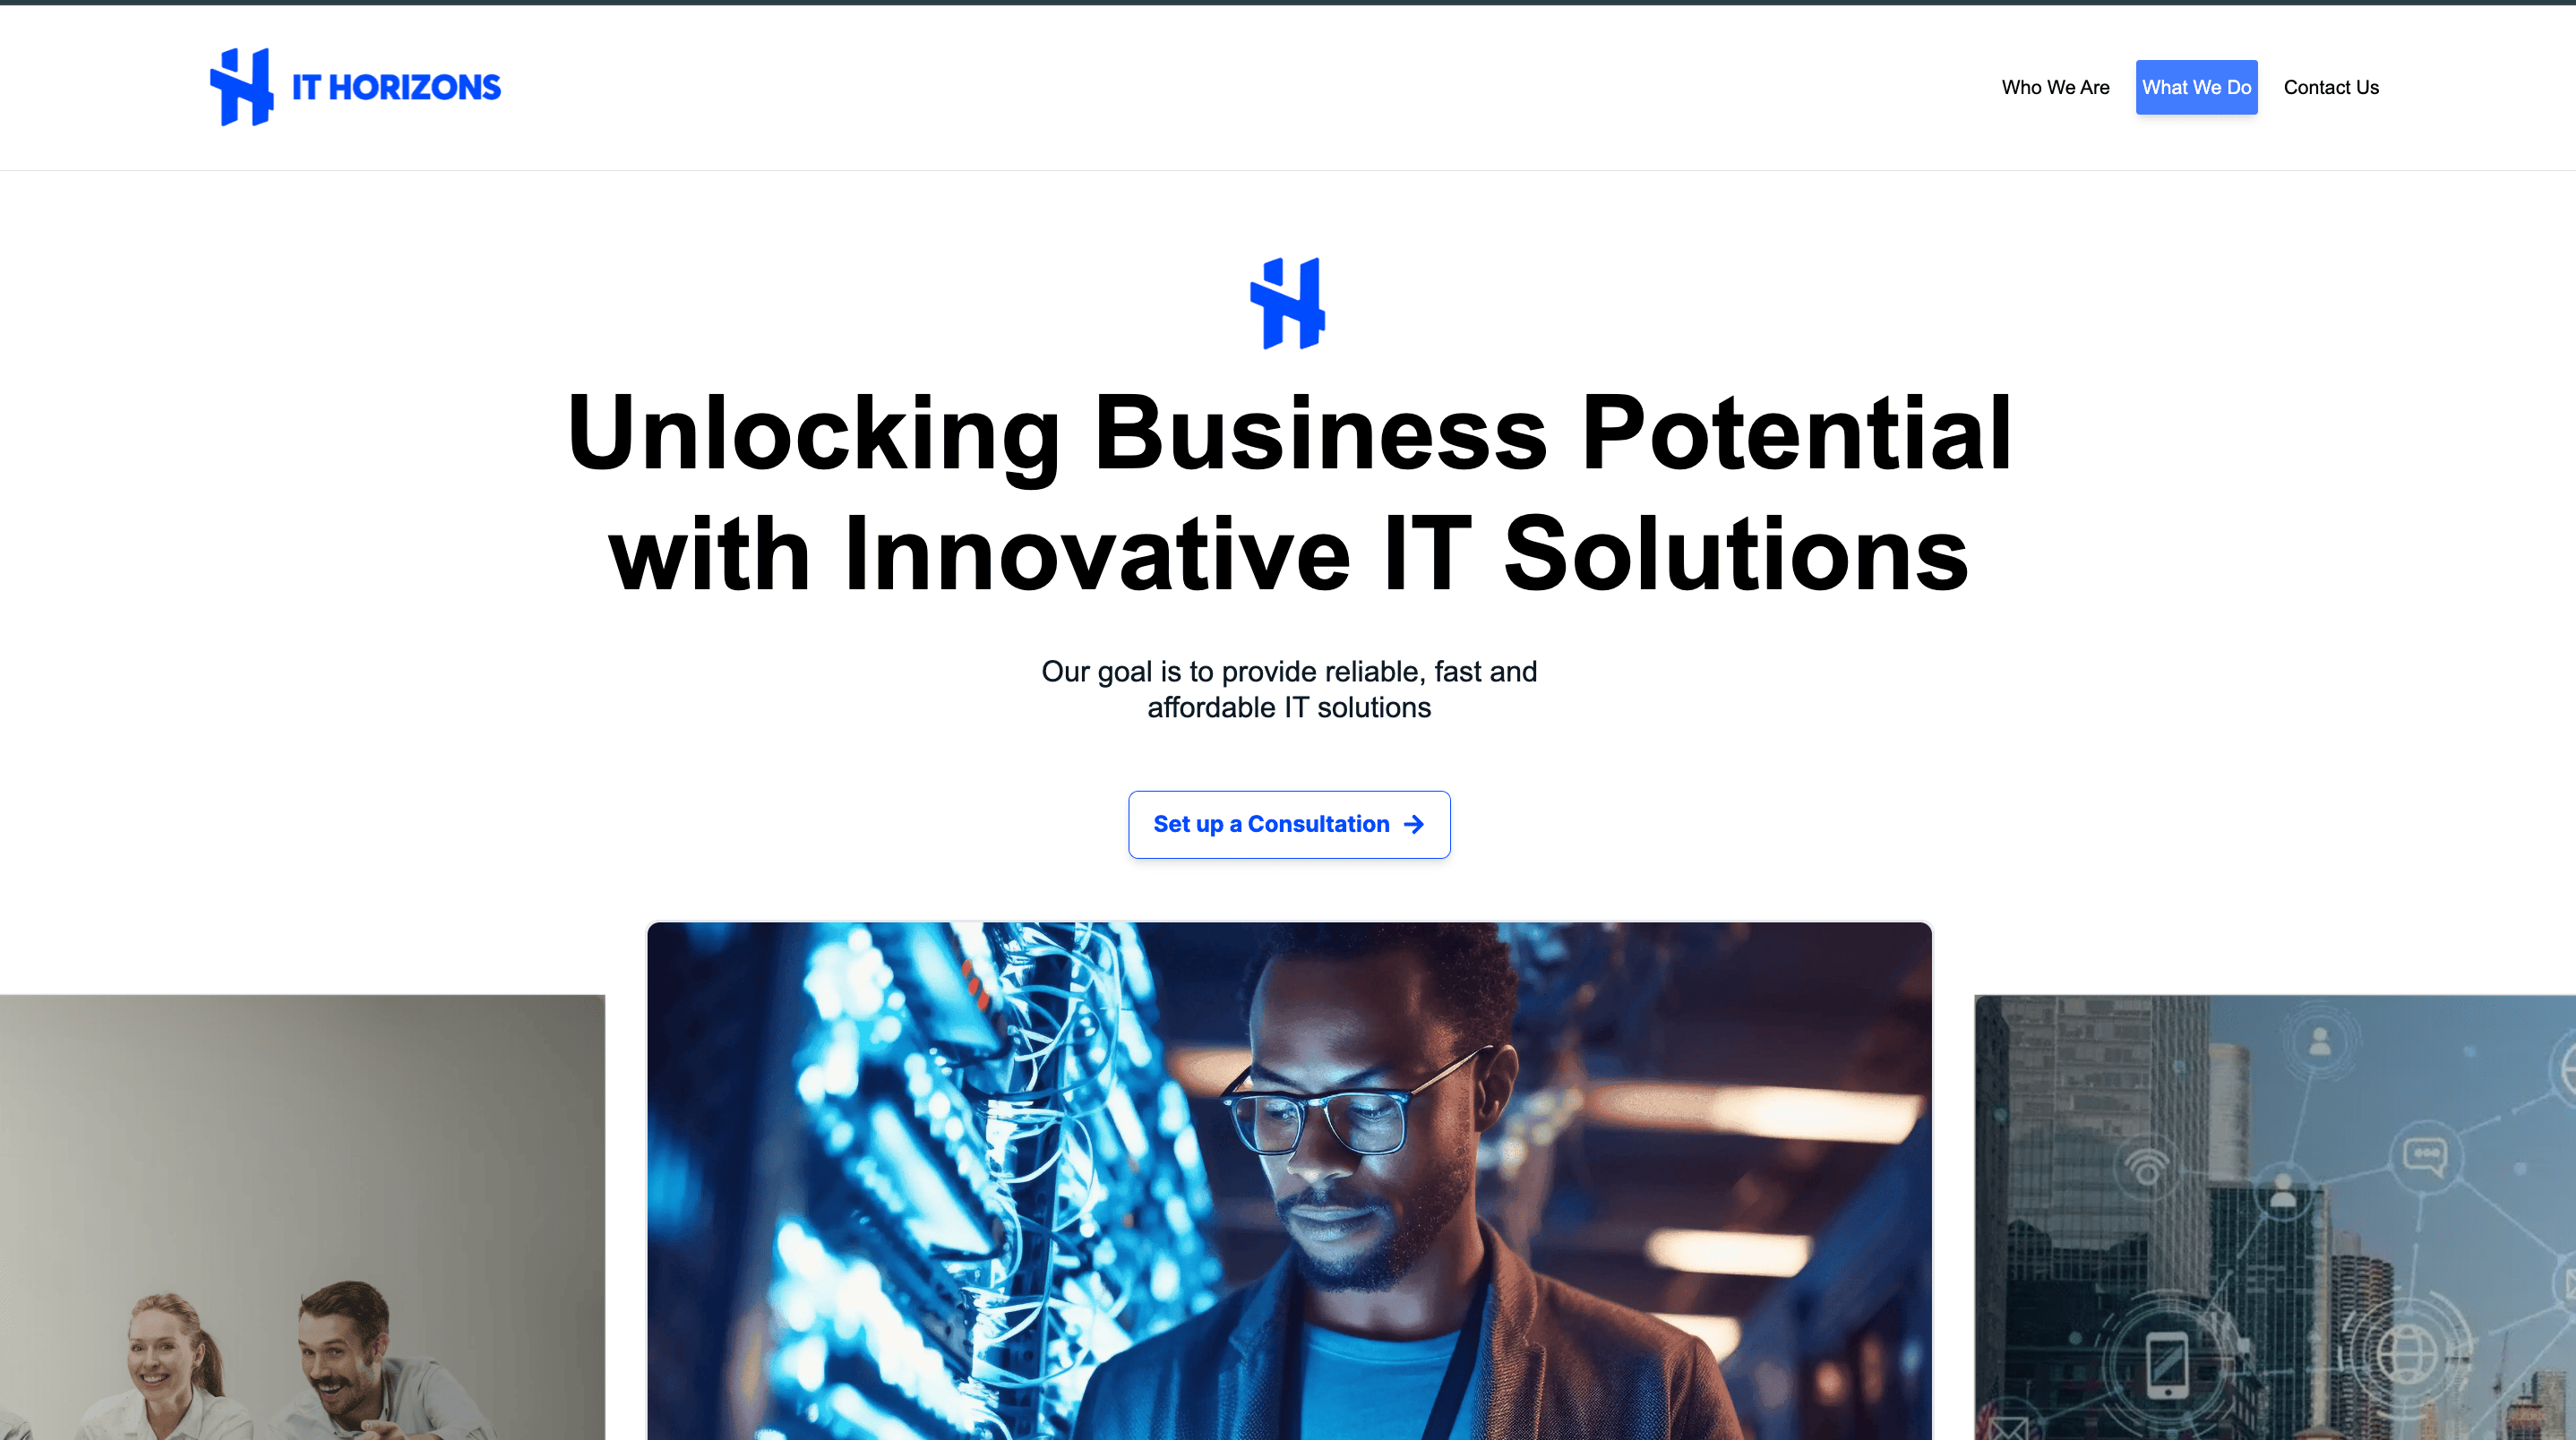 IT HORIZONS
Who We Are
What We Do
Contact Us
Unlocking Business Potential
with Innovative IT Solutions
Our goal is to provide reliable, fast and
affordable IT solutions
Set up a Consultation